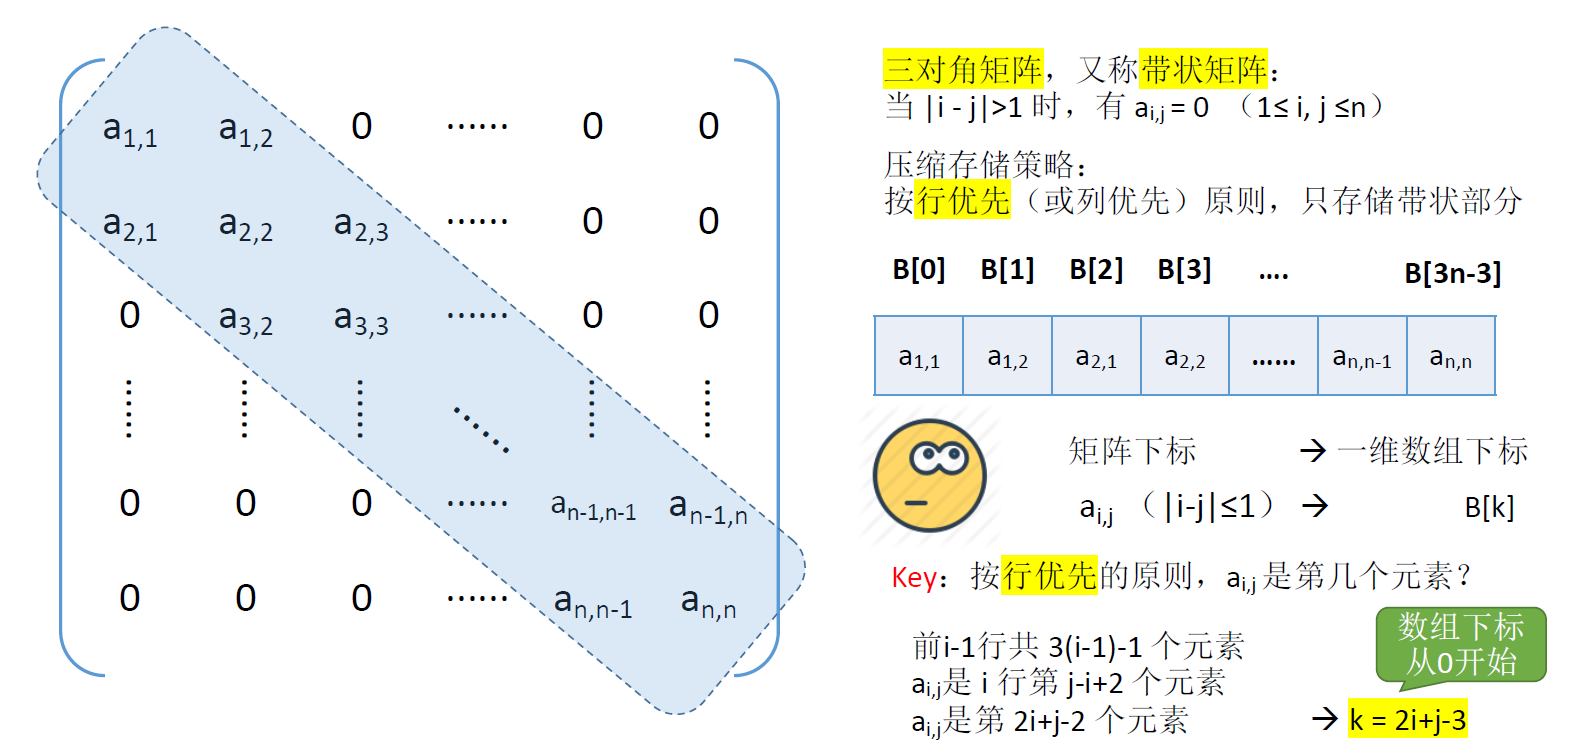 a1,1 a1,2 0 …… 0 0
a2,1 a2,2 a2,3 …… 0 0
0 a3,2 a3,3 …… 0 0
0 0 0 …… an-1,n-1 an-1,n
0 0 0 …… an,n-1 an,n
三对角矩阵，又称带状矩阵：
当 |i - j|>1 时，有 ai,j = 0 （1≤ i, j ≤n）
压缩存储策略：
按行优先（或列优先）原则，只存储带状部分
B[0] B[1] B[2] B[3] …. B[3n-3]
a1,1 a1,2 a2,1 a2,2 …… an,n-1 an,n
矩阵下标 → 一维数组下标
ai,j （|i-j|≤1） → B[k]
Key：按行优先的原则，ai,j 是第几个元素？
前i-1行共 3(i-1)-1 个元素
ai,j是 i 行第 j-i+2 个元素
ai,j是第 2i+j-2 个元素 → k = 2i+j-3
数组下标
从0开始